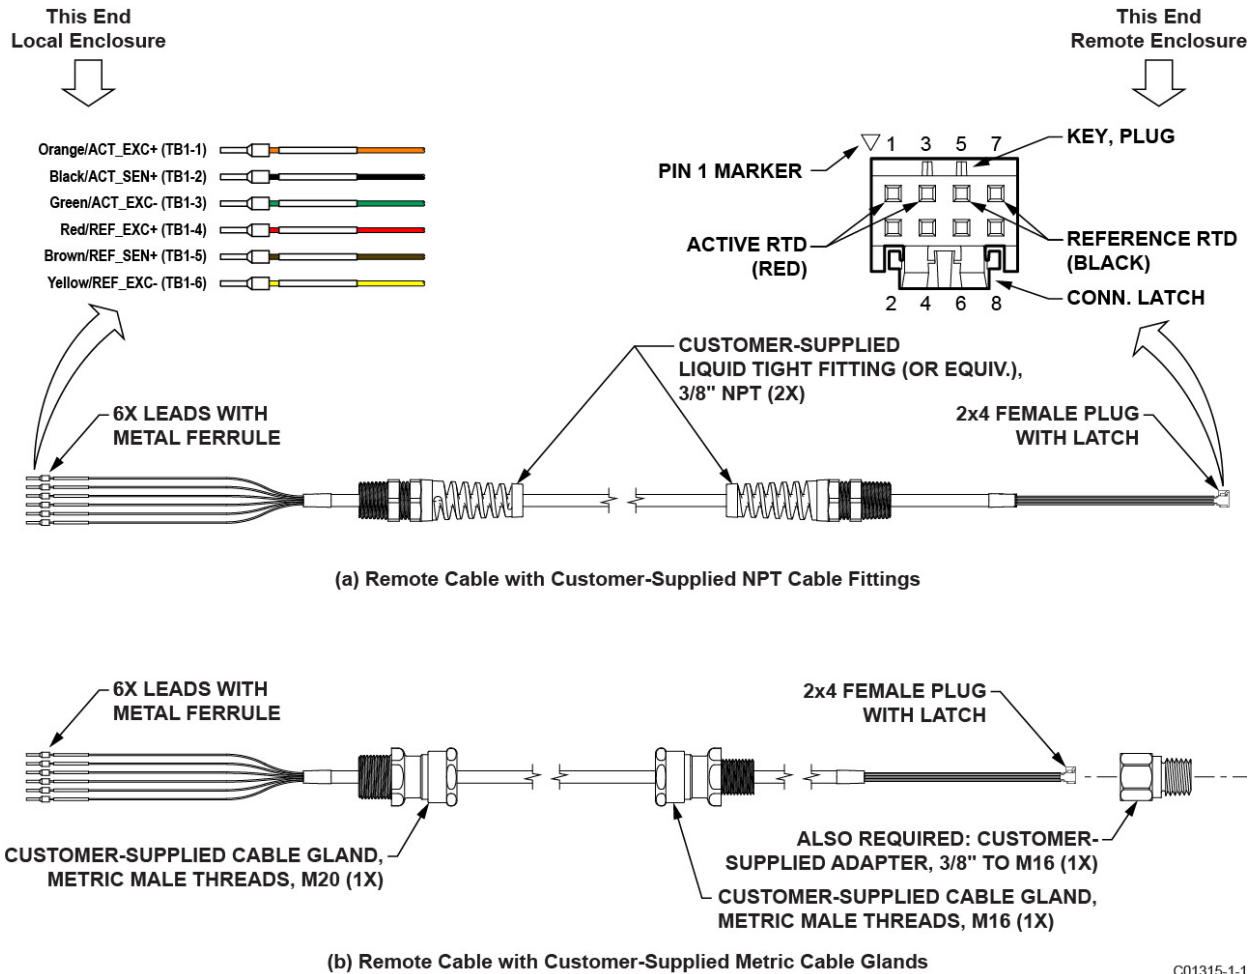 This End
Local Enclosure
This End
Remote Enclosure
Orange/ACT_EXC+ (TB1-1)
Black/ACT_SEN+ (TB1-2)
Green/ACT_EXC- (TB1-3)
Red/REF_EXC+ (TB1-4)
Brown/REF_SEN+ (TB1-5)
Yellow/REF_EXC- (TB1-6)
1 3 5 7
KEY, PLUG
PIN 1 MARKER
ACTIVE RTD
(RED)
REFERENCE RTD
(BLACK)
CONN. LATCH
2 4 6 8
CUSTOMER-SUPPLIED
LIQUID TIGHT FITTING (OR EQUIV.),
3/8" NPT (2X)
6X LEADS WITH
METAL FERRULE
2x4 FEMALE PLUG
WITH LATCH
(a) Remote Cable with Customer-Supplied NPT Cable Fittings
6X LEADS WITH
METAL FERRULE
2x4 FEMALE PLUG
WITH LATCH
CUSTOMER-SUPPLIED CABLE GLAND,
METRIC MALE THREADS, M20 (1X)
ALSO REQUIRED: CUSTOMER-
SUPPLIED ADAPTER, 3/8" TO M16 (1X)
CUSTOMER-SUPPLIED CABLE GLAND,
METRIC MALE THREADS, M16 (1X)
(b) Remote Cable with Customer-Supplied Metric Cable Glands
C01315-1-1